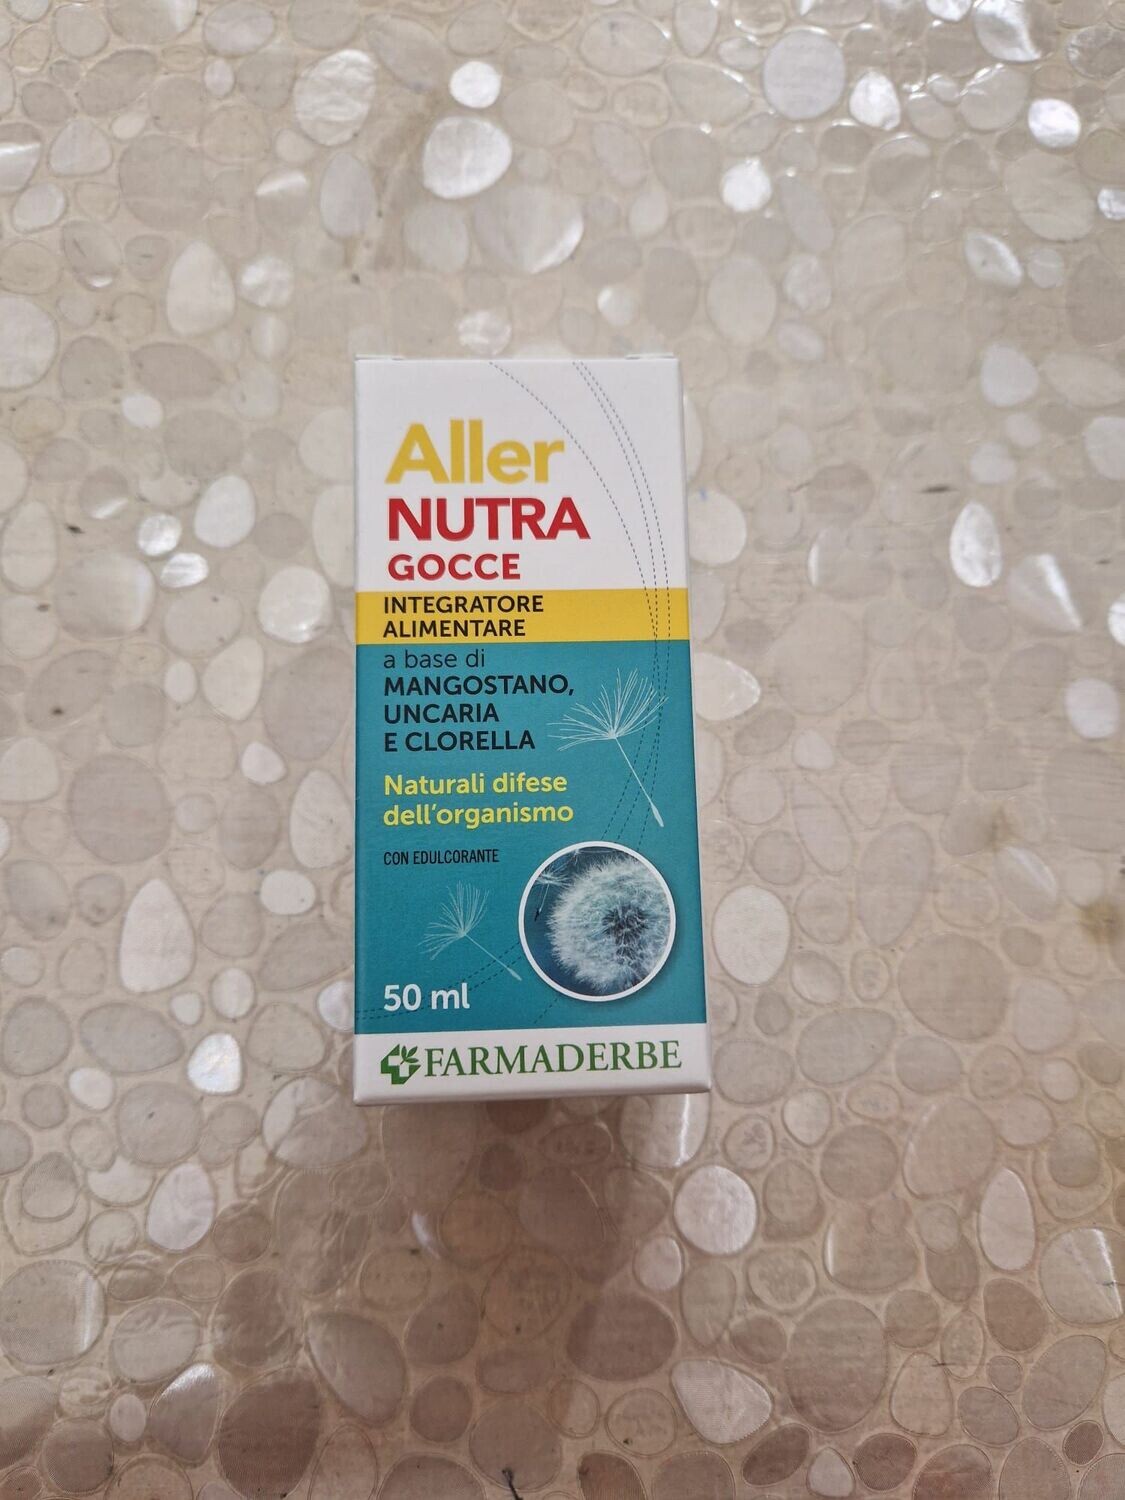 Aller
NUTRA
GOCCE
INTEGRATORE
ALIMENTARE
a base di
MANGOSTANO,
UNCARIA
E CLORELLA
Naturali difese
dell'organismo
CON EDULCORANTE
50 ml
FARMADERBE